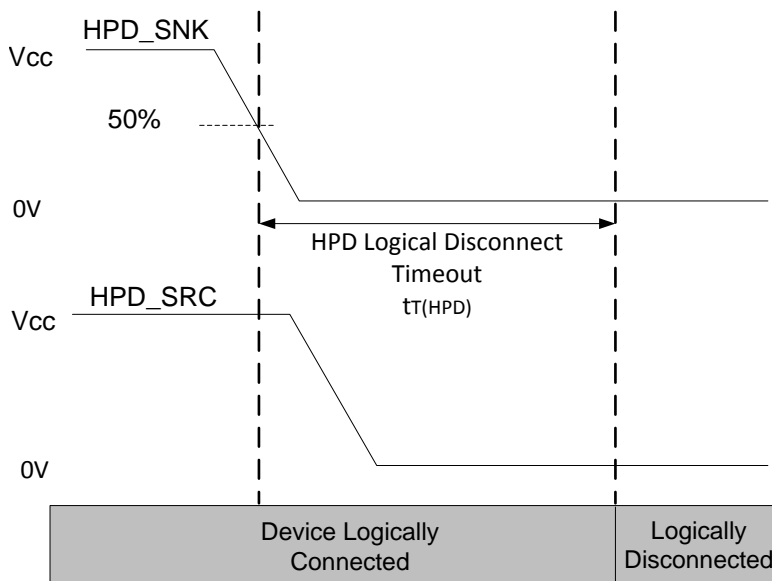 HPD_SNK
Vcc
50%
0V
HPD Logical Disconnect
Timeout
tT(HPD)
HPD_SRC
Vcc
0V
Device Logically
Connected
Logically
Disconnected